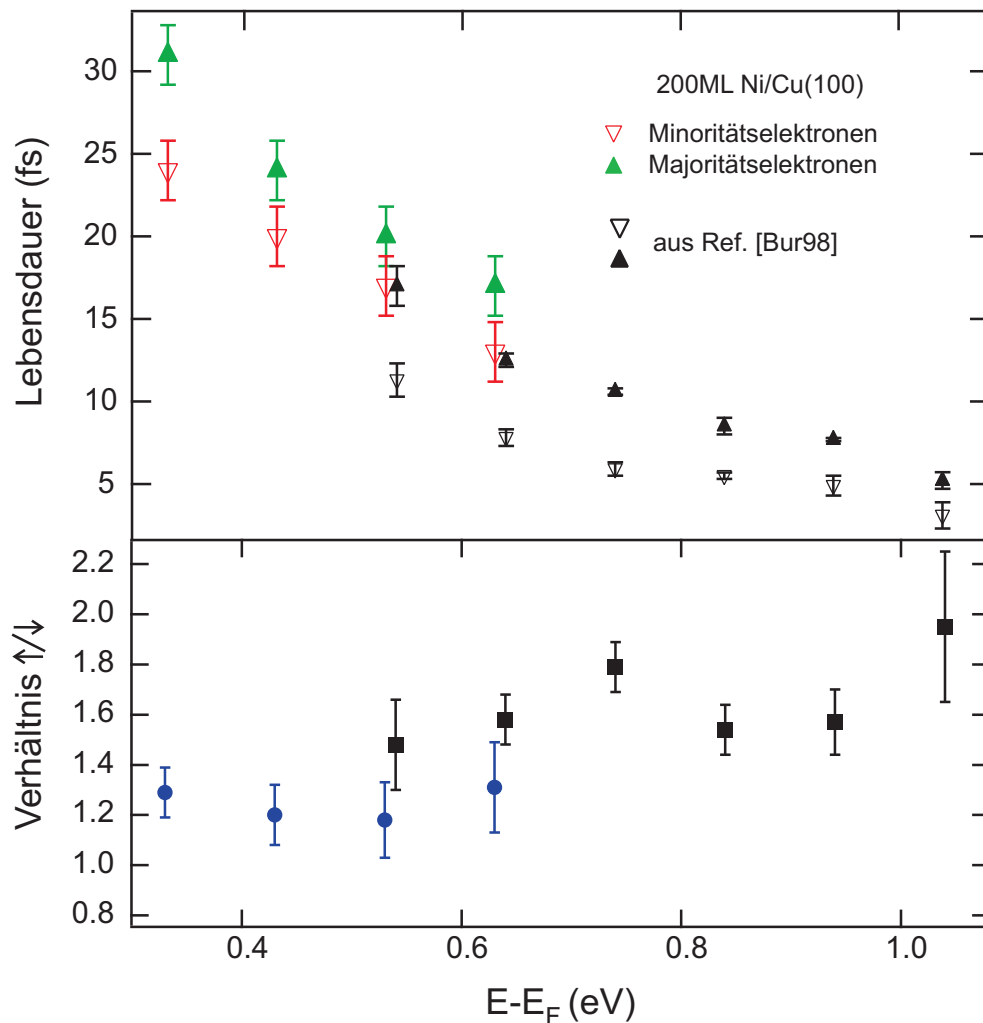 30
25
20
15
10
5
Lebensdauer (fs)
200ML Ni/Cu(100)
Minoritätselektronen
Majoritätselektronen
aus Ref. [Bur98]
2.2
2.0
1.8
1.6
1.4
1.2
1.0
0.8
Verhältnis ↑/↓
0.4 0.6 0.8 1.0
E-E_F (eV)